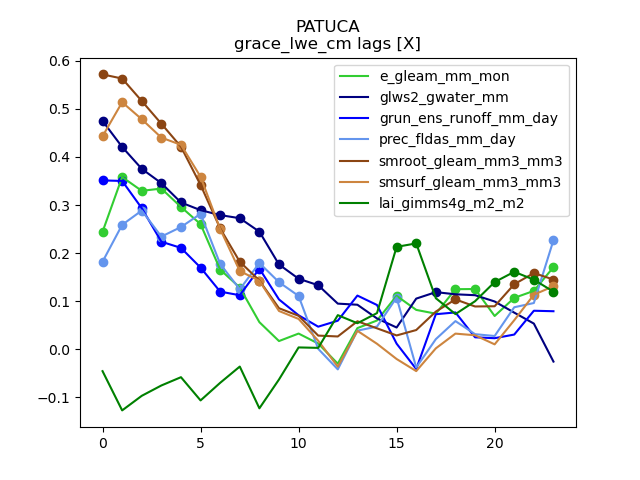 PATUCA
grace_lwe_cm lags [X]
e_gleam_mm_mon
glws2_gwater_mm
grun_ens_runoff_mm_day
prec_fldas_mm_day
smroot_gleam_mm3_mm3
smsurf_gleam_mm3_mm3
lai_gimms4g_m2_m2
0.6
0.5
0.4
0.3
0.2
0.1
0.0
−0.1
0
5
10
15
20